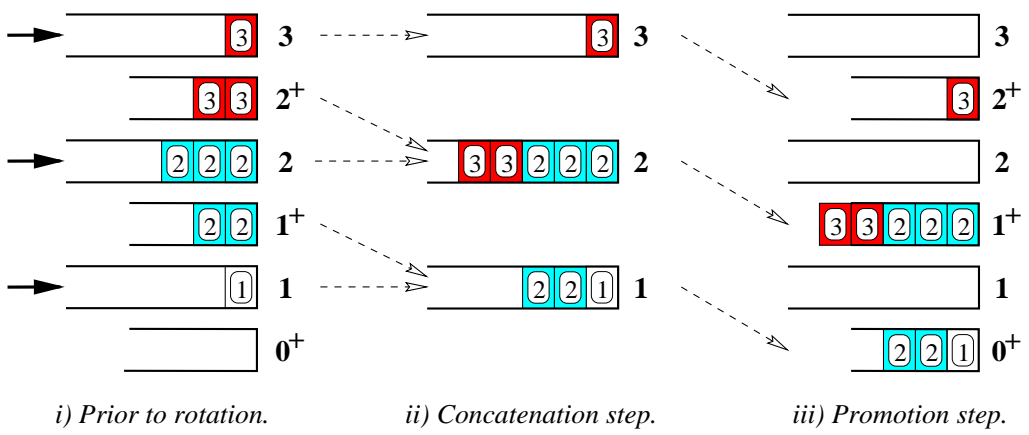 3 3 3 3 3
3 3 2⁺ 3 2⁺
2 2 2 2 3 3 2 2 2 2 2
2 2 1⁺ 3 3 2 2 2 1⁺
1 1 2 2 1 1 1
0⁺ 2 2 1 0⁺
i) Prior to rotation. ii) Concatenation step. iii) Promotion step.